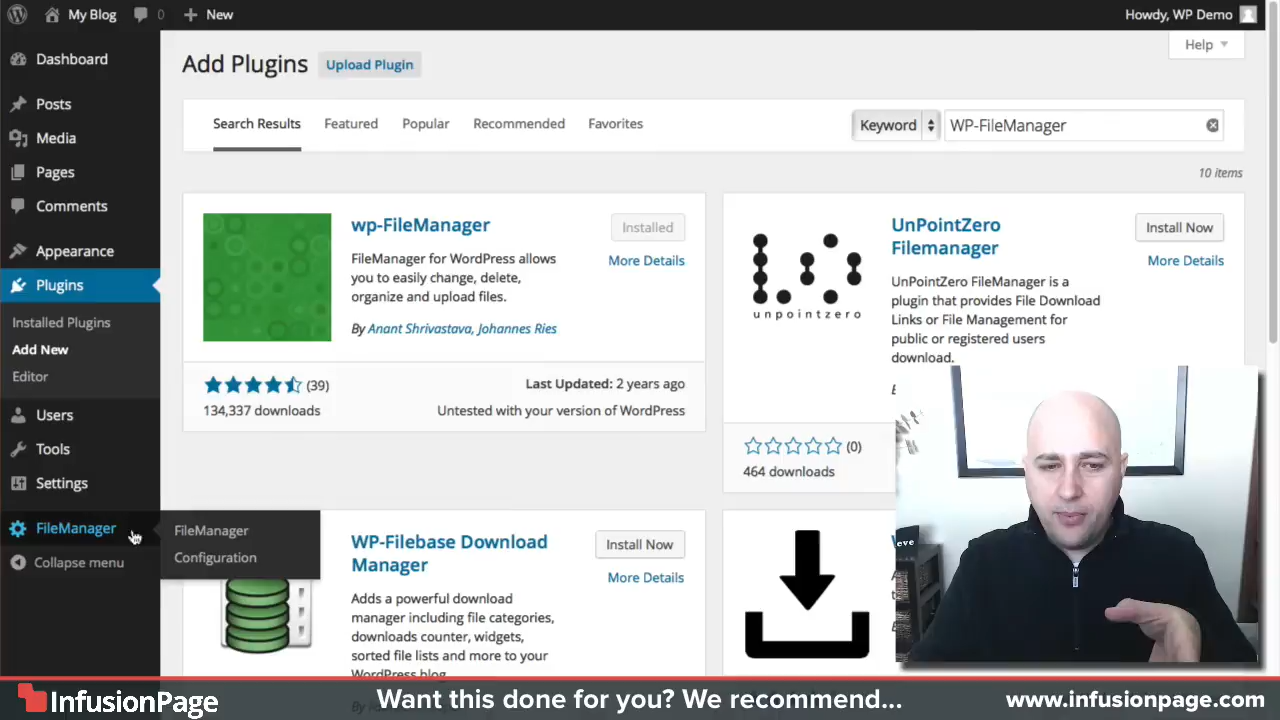 My Blog
0
New
Howdy, WP Demo
Dashboard
Posts
Media
Pages
Comments
Appearance
Plugins
Installed Plugins
Add New
Editor
Users
Tools
Settings
FileManager
Collapse menu
FileManager
Configuration
Help
Add Plugins
Upload Plugin
Search Results
Featured
Popular
Recommended
Favorites
Keyword
WP-FileManager
10 items
wp-FileManager
Installed
More Details
FileManager for WordPress allows
you to easily change, delete,
organize and upload files.
By Anant Shrivastava, Johannes Ries
(39)
134,337 downloads
Last Updated: 2 years ago
Untested with your version of WordPress
unpointzero
UnPointZero
Filemanager
Install Now
More Details
UnPointZero FileManager is a
plugin that provides File Download
Links or File Management for
public or registered users
download.
(0)
464 downloads
WP-Filebase Download
Manager
Install Now
More Details
Adds a powerful download
manager including file categories,
downloads counter, widgets,
sorted file lists and more to your
WordPress blog.
InfusionPage
Want this done for you? We recommend...
www.infusionpage.com